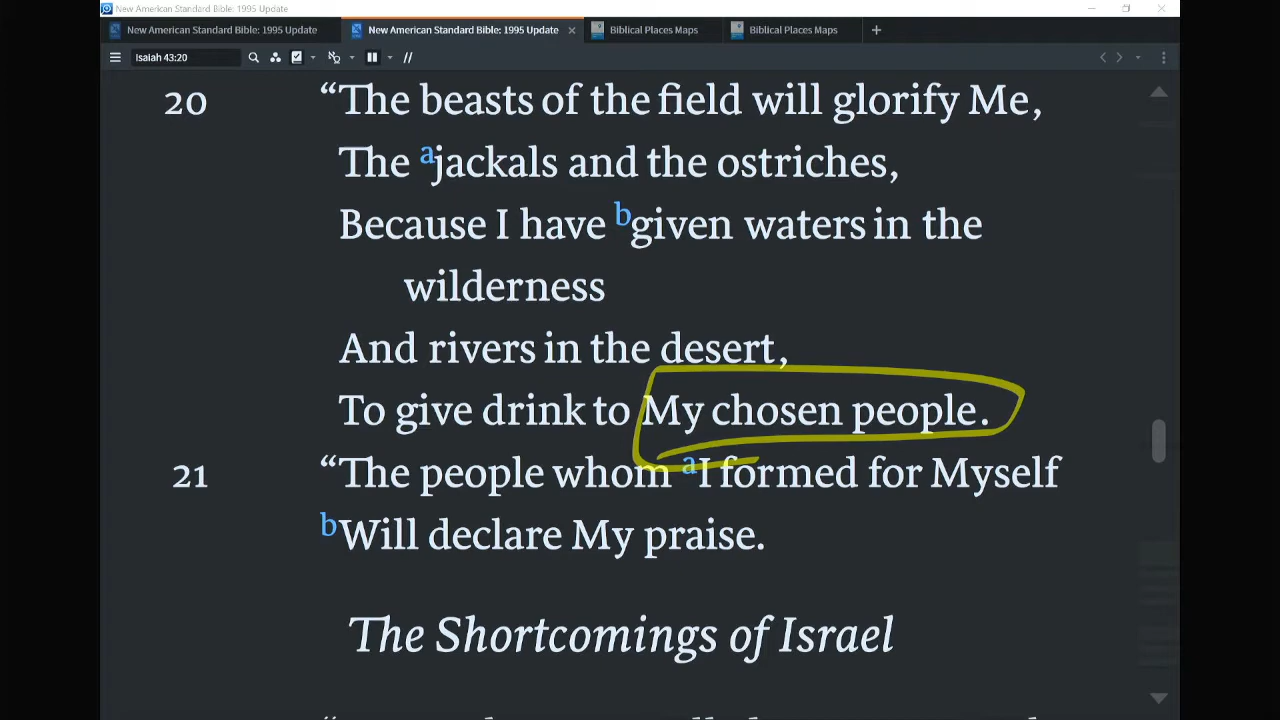 New American Standard Bible: 1995 Update
New American Standard Bible: 1995 Update New American Standard Bible: 1995 Update Biblical Places Maps Biblical Places Maps
Isaiah 43:20
20 “The beasts of the field will glorify Me,
The ajackals and the ostriches,
Because I have bgiven waters in the
wilderness
And rivers in the desert,
To give drink to My chosen people.
21 “The people whom aI formed for Myself
bWill declare My praise.
The Shortcomings of Israel